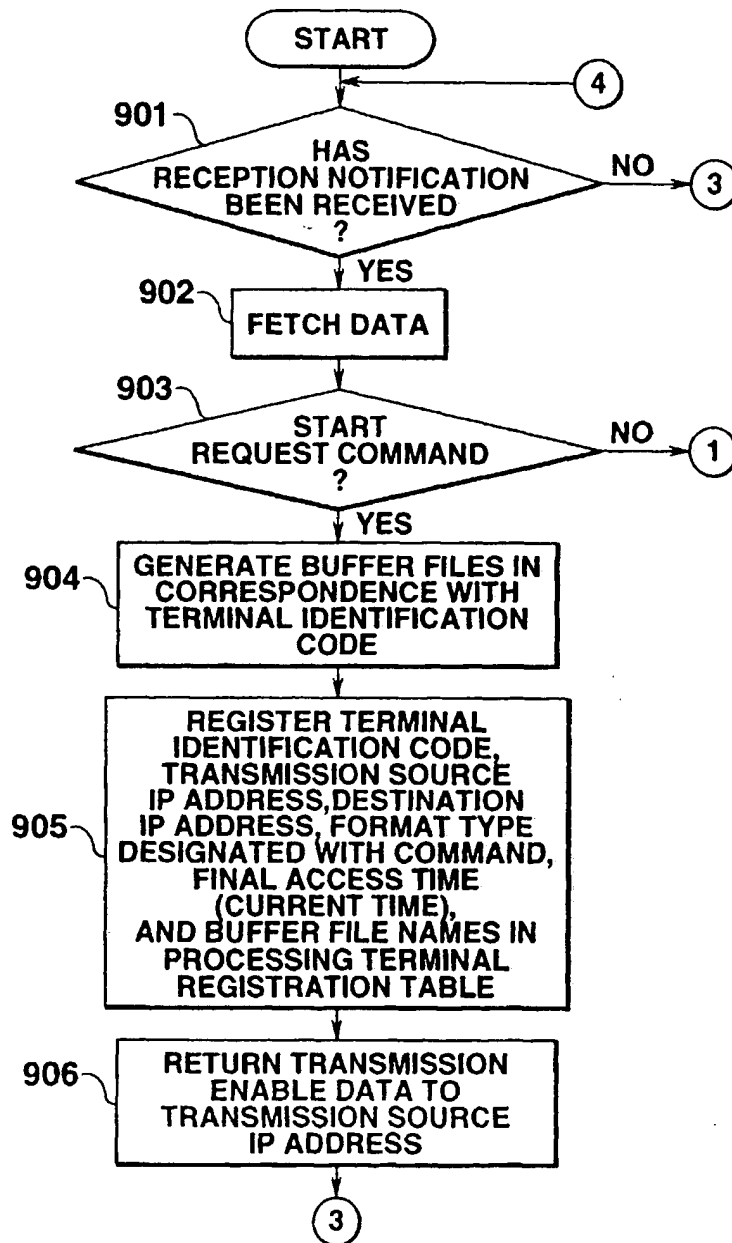 START
4
901
HAS
RECEPTION NOTIFICATION
BEEN RECEIVED
?
NO
3
YES
902
FETCH DATA
903
START
REQUEST COMMAND
?
NO
1
YES
904
GENERATE BUFFER FILES IN
CORRESPONDENCE WITH
TERMINAL IDENTIFICATION
CODE
905
REGISTER TERMINAL
IDENTIFICATION CODE,
TRANSMISSION SOURCE
IP ADDRESS,DESTINATION
IP ADDRESS, FORMAT TYPE
DESIGNATED WITH COMMAND,
FINAL ACCESS TIME
(CURRENT TIME),
AND BUFFER FILE NAMES IN
PROCESSING TERMINAL
REGISTRATION TABLE
906
RETURN TRANSMISSION
ENABLE DATA TO
TRANSMISSION SOURCE
IP ADDRESS
3